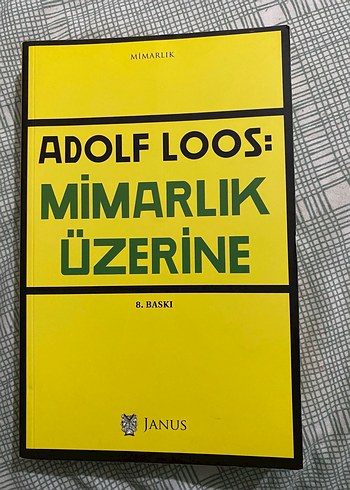 MİMARLIK
ADOLF LOOS:
MİMARLIK
ÜZERİNE
8. BASKI
JANUS